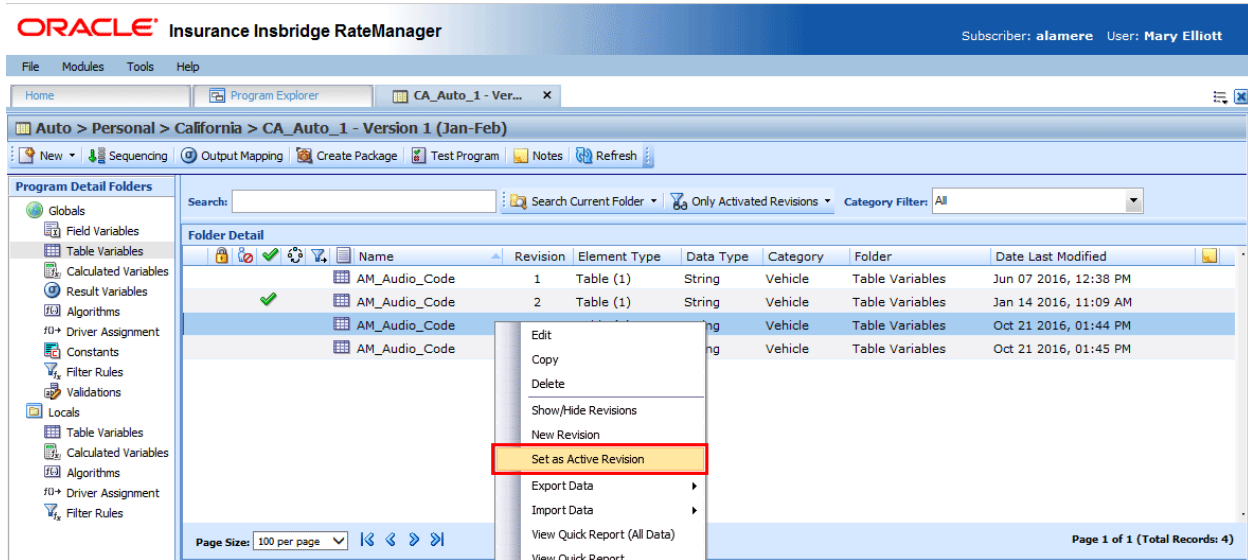 ORACLE® Insurance Insbridge RateManager
Subscriber: alamere User: Mary Elliott
File Modules Tools Help
Home Program Explorer CA_Auto_1 - Ver... x
Auto > Personal > California > CA_Auto_1 - Version 1 (Jan-Feb)
New Sequencing Output Mapping Create Package Test Program Notes Refresh
Program Detail Folders
Globals
Field Variables
Table Variables
Calculated Variables
Result Variables
Algorithms
Driver Assignment
Constants
Filter Rules
Validations
Locals
Table Variables
Calculated Variables
Algorithms
Driver Assignment
Filter Rules
Search: Search Current Folder Only Activated Revisions Category Filter: All
Folder Detail
Name Revision Element Type Data Type Category Folder Date Last Modified
AM_Audio_Code 1 Table (1) String Vehicle Table Variables Jun 07 2016, 12:38 PM
AM_Audio_Code 2 Table (1) String Vehicle Table Variables Jan 14 2016, 11:09 AM
AM_Audio_Code ng Vehicle Table Variables Oct 21 2016, 01:44 PM
AM_Audio_Code ng Vehicle Table Variables Oct 21 2016, 01:45 PM
Edit
Copy
Delete
Show/Hide Revisions
New Revision
Set as Active Revision
Export Data
Import Data
View Quick Report (All Data)
View Quick Report
Page Size: 100 per page
Page 1 of 1 (Total Records: 4)